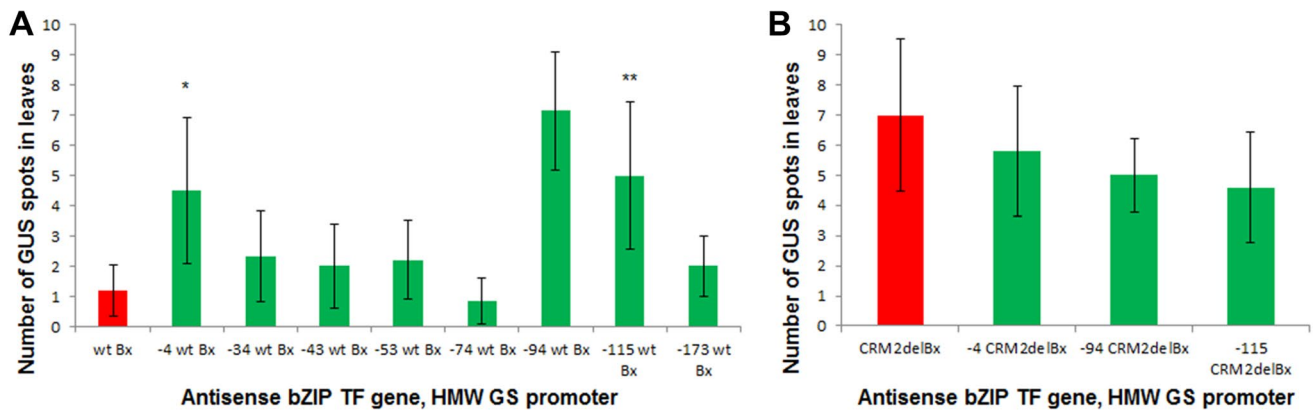 A
Number of GUS spots in leaves
10
9
8
7
6
5
4
3
2
1
0
*
**
wt Bx
-4 wt Bx
-34 wt Bx
-43 wt Bx
-53 wt Bx
-74 wt Bx
-94 wt Bx
-115 wt
Bx
-173 wt
Bx
Antisense bZIP TF gene, HMW GS promoter
B
Number of GUS spots in leaves
10
9
8
7
6
5
4
3
2
1
0
CRM2delBx
-4 CRM2delBx
-94 CRM2delBx
-115
CRM2delBx
Antisense bZIP TF gene, HMW GS promoter